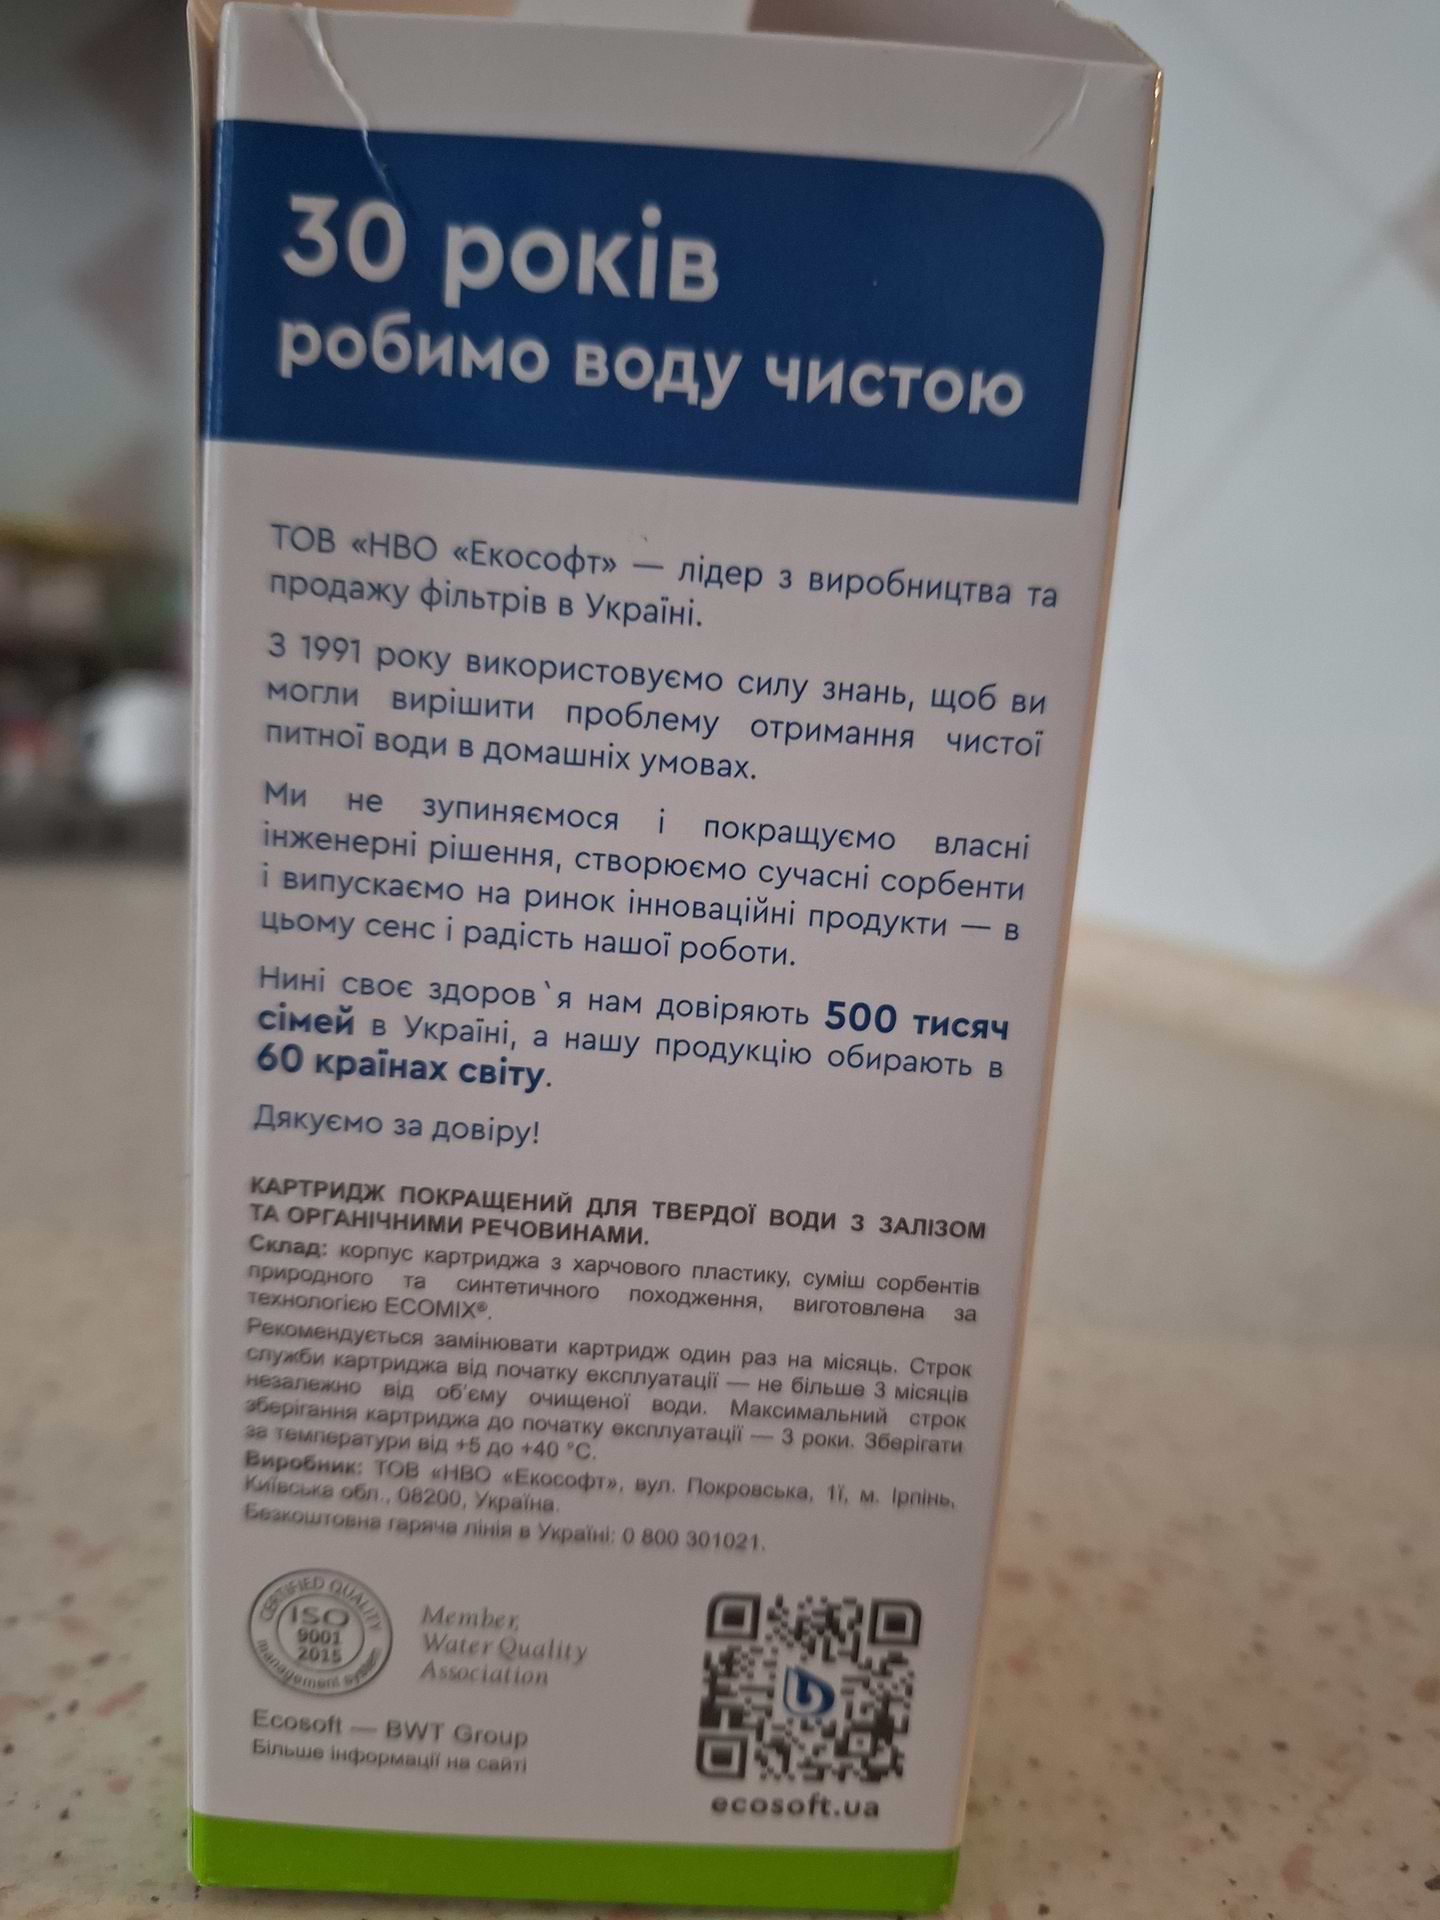 30 років
робимо воду чистою
ТОВ «НВО «Екософт» — лідер з виробництва та
продажу фільтрів в Україні.
З 1991 року використовуємо силу знань, щоб ви
могли вирішити проблему отримання чистої
питної води в домашніх умовах.
Ми не зупиняємося і покращуємо власні
інженерні рішення, створюємо сучасні сорбенти
і випускаємо на ринок інноваційні продукти — в
цьому сенс і радість нашої роботи.
Нині своє здоров`я нам довіряють 500 тисяч
сімей в Україні, а нашу продукцію обирають в
60 країнах світу.
Дякуємо за довіру!
КАРТРИДЖ ПОКРАЩЕНИЙ ДЛЯ ТВЕРДОЇ ВОДИ З ЗАЛІЗОМ
ТА ОРГАНІЧНИМИ РЕЧОВИНАМИ.
Склад: корпус картриджа з харчового пластику, суміш сорбентів
природного та синтетичного походження, виготовлена за
технологією ECOMIX®.
Рекомендується замінювати картридж один раз на місяць. Строк
служби картриджа від початку експлуатації — не більше 3 місяців
незалежно від об'єму очищеної води. Максимальний строк
зберігання картриджа до початку експлуатації — 3 роки. Зберігати
за температури від +5 до +40 °С.
Виробник: ТОВ «НВО «Екософт», вул. Покровська, 1ї, м. Ірпінь,
Київська обл., 08200, Україна.
Безкоштовна гаряча лінія в Україні: 0 800 301021.
CERTIFIED QUALITY
ISO
9001
2015
management system
Member,
Water Quality
Association
Ecosoft — BWT Group
Більше інформації на сайті
ecosoft.ua